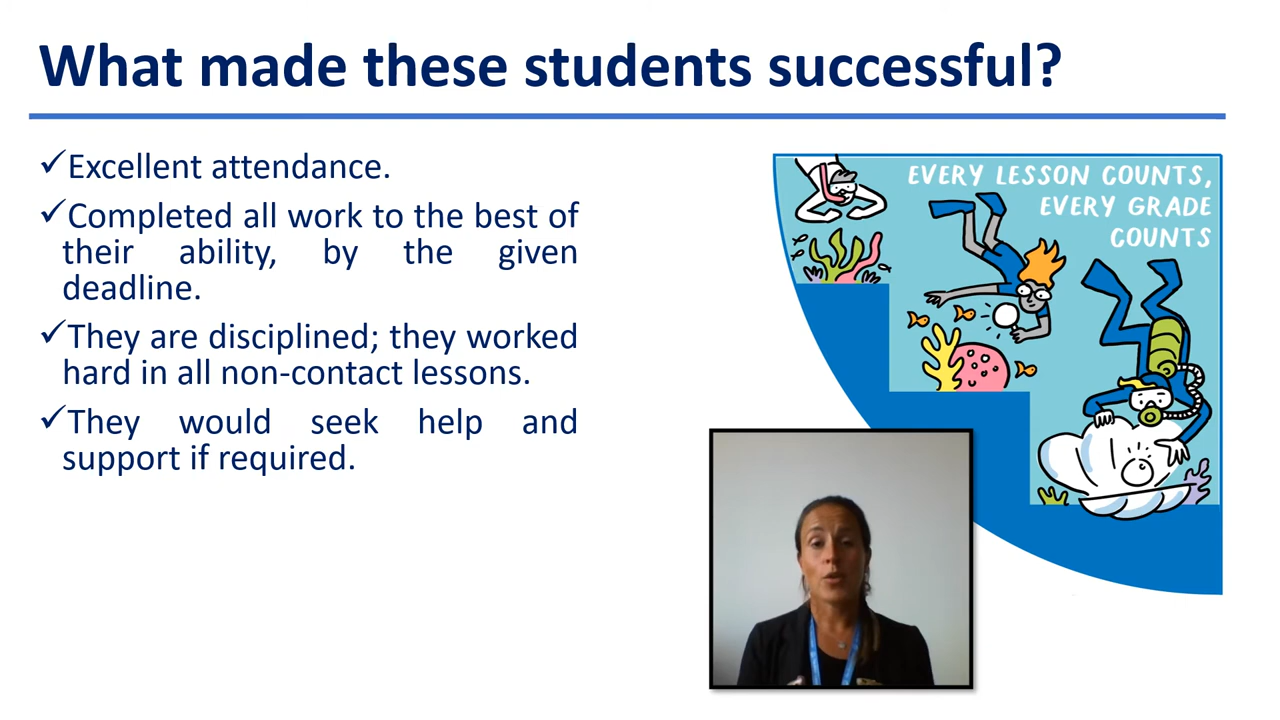 What made these students successful?
✓Excellent attendance.
✓Completed all work to the best of
their ability, by the given
deadline.
✓They are disciplined; they worked
hard in all non-contact lessons.
✓They would seek help and
support if required.
EVERY LESSON COUNTS,
EVERY GRADE
COUNTS